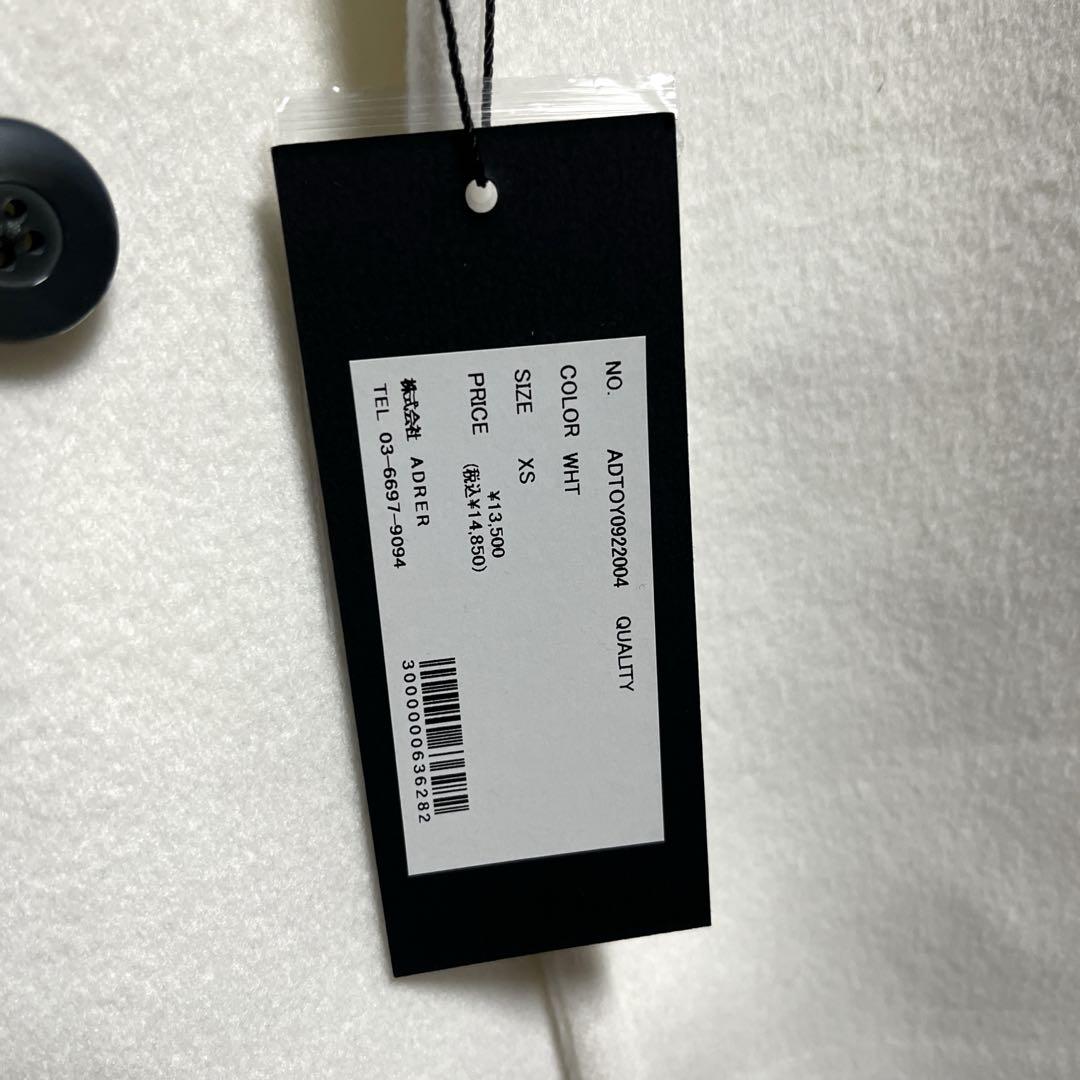 NO. ADTOY0922004 QUALITY
COLOR WHT
SIZE XS
PRICE ¥13,500
(税込¥14,850)
株式会社 ADRER
TEL 03-6697-9094
3000000636282